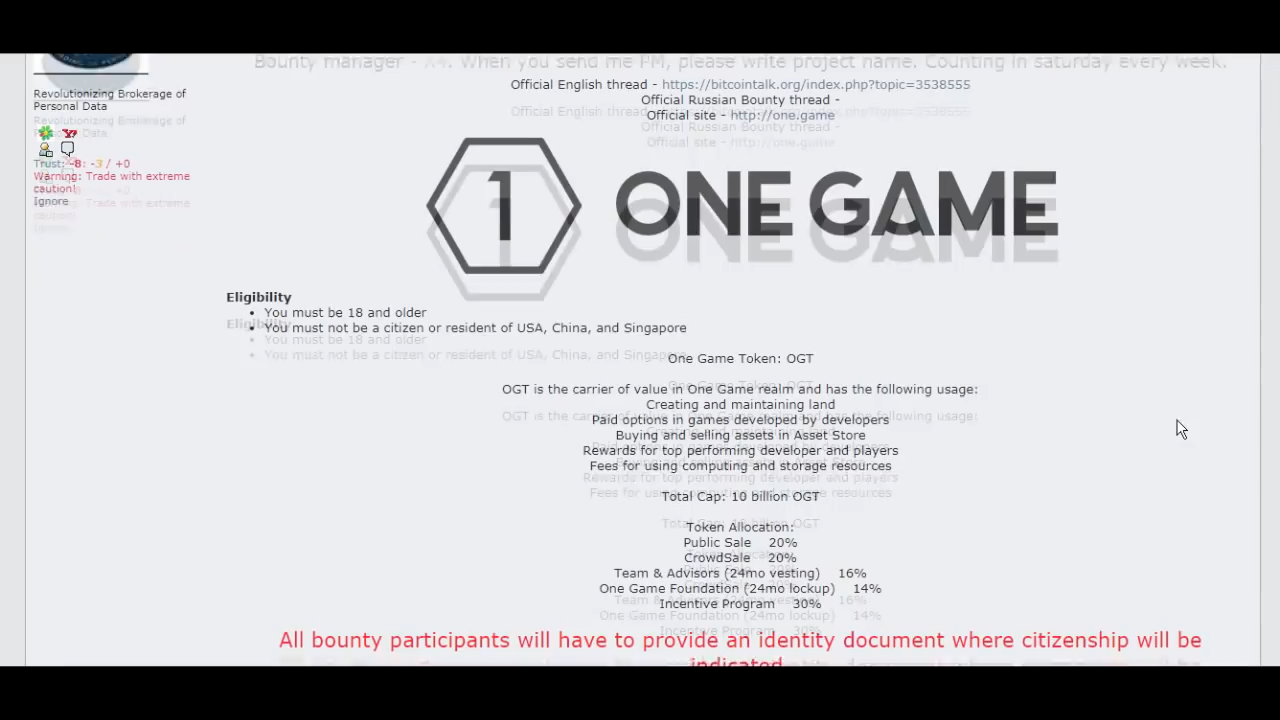 Bounty manager - X4. When you send me PM, please write project name. Counting in saturday every week.
Official English thread - https://bitcointalk.org/index.php?topic=3538555
Official Russian Bounty thread -
Official site - http://one.game
Revolutionizing Brokerage of
Personal Data
Trust: -8: -3 / +0
Warning: Trade with extreme
caution!
Ignore
1 ONE GAME
Eligibility
• You must be 18 and older
• You must not be a citizen or resident of USA, China, and Singapore
One Game Token: OGT
OGT is the carrier of value in One Game realm and has the following usage:
Creating and maintaining land
Paid options in games developed by developers
Buying and selling assets in Asset Store
Rewards for top performing developer and players
Fees for using computing and storage resources
Total Cap: 10 billion OGT
Token Allocation:
Public Sale 20%
CrowdSale 20%
Team & Advisors (24mo vesting) 16%
One Game Foundation (24mo lockup) 14%
Incentive Program 30%
All bounty participants will have to provide an identity document where citizenship will be
indicated